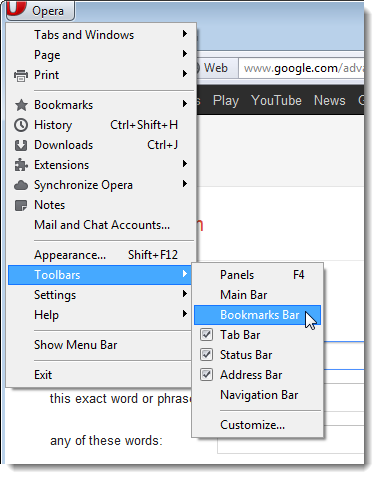 Opera
Tabs and Windows
Page
Print
Web
www.google.com/adva
Bookmarks
Play YouTube News
History Ctrl+Shift+H
Downloads Ctrl+J
Extensions
Synchronize Opera
Notes
Mail and Chat Accounts...
Appearance... Shift+F12
Toolbars
Settings
Help
Show Menu Bar
Exit
Panels F4
Main Bar
Bookmarks Bar
Tab Bar
Status Bar
Address Bar
Navigation Bar
Customize...
this exact word or phrase
any of these words: